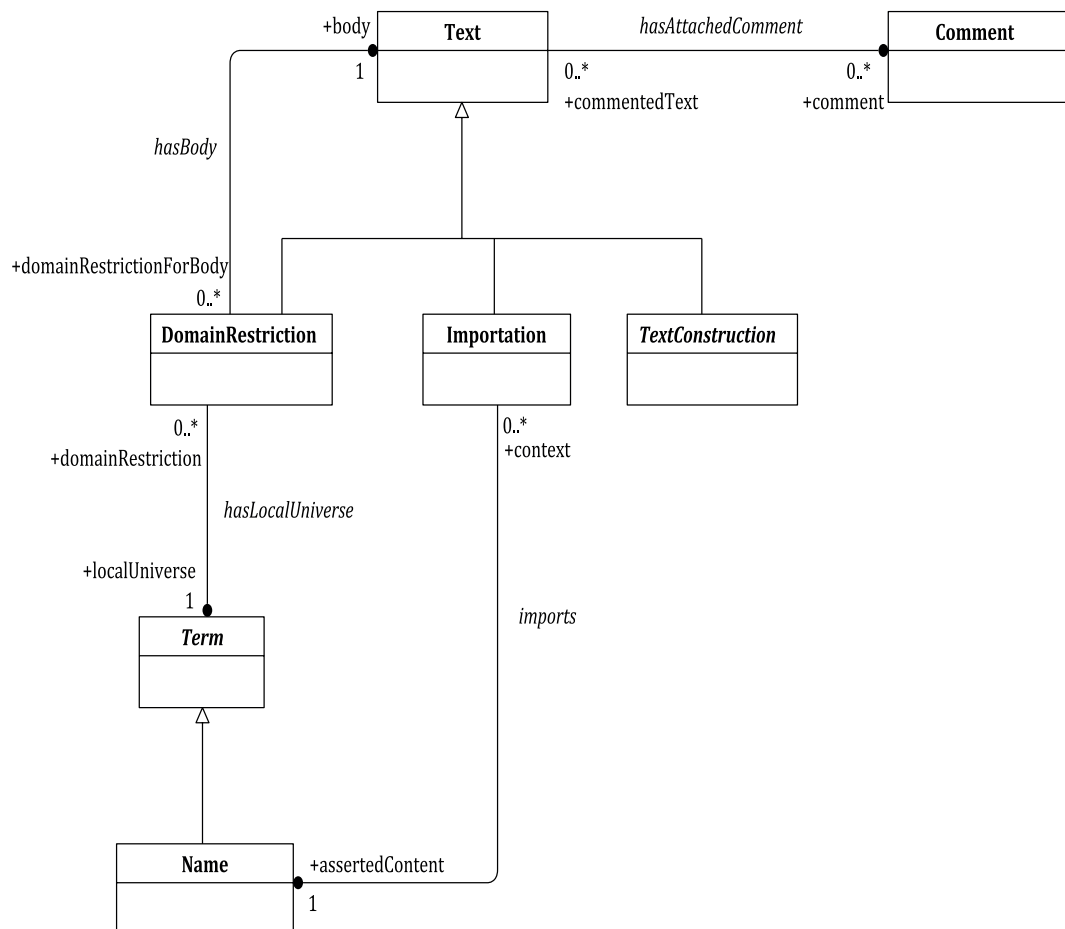 +body
Text
hasAttachedComment
Comment
1
0..*
0..*
+commentedText
+comment
hasBody
+domainRestrictionForBody
0..*
DomainRestriction
Importation
TextConstruction
0..*
0..*
+domainRestriction
+context
hasLocalUniverse
+localUniverse
1
imports
Term
Name
+assertedContent
1